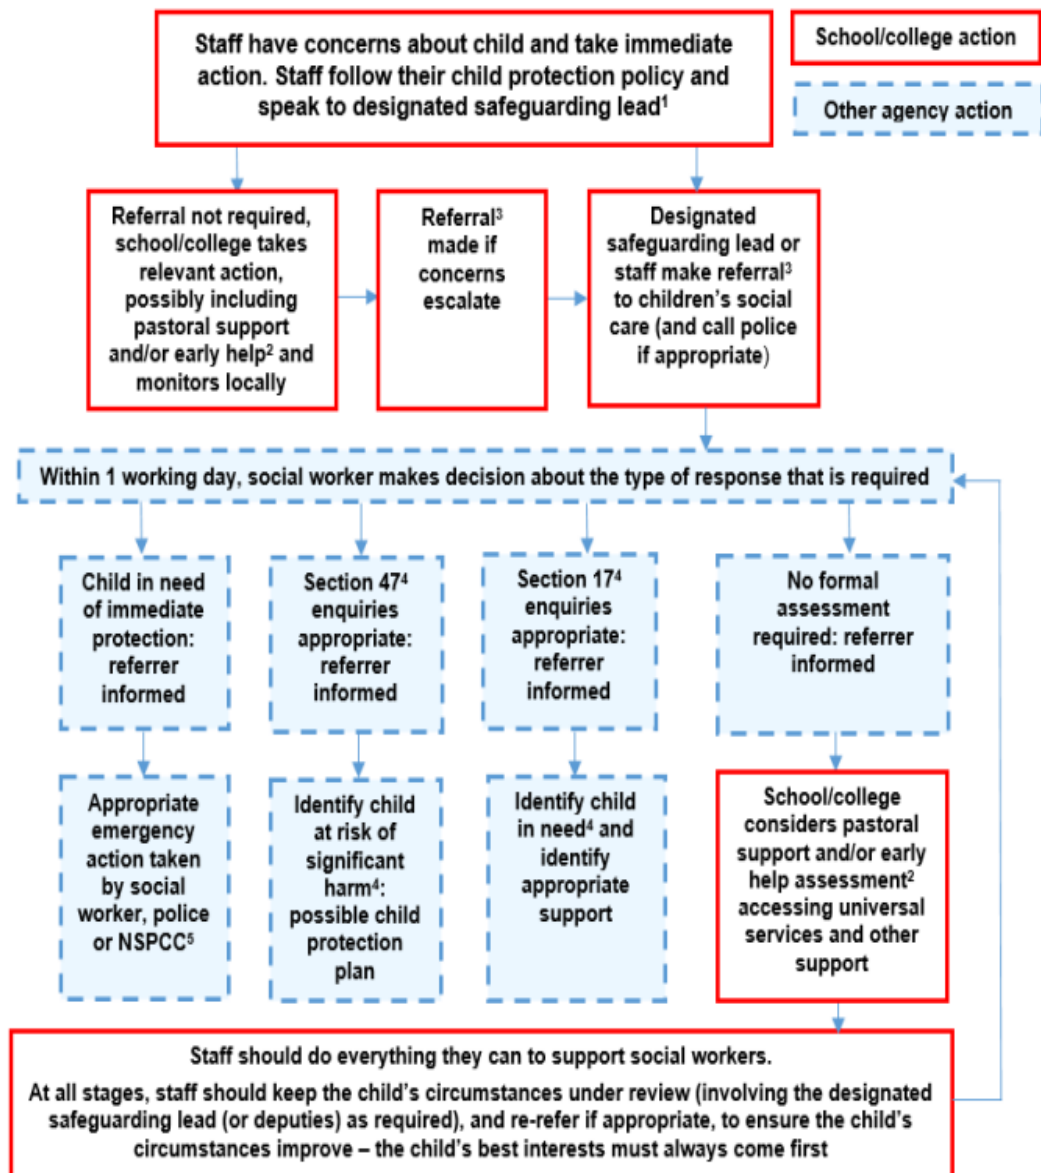 Staff have concerns about child and take immediate
action. Staff follow their child protection policy and
speak to designated safeguarding lead¹
School/college action
Other agency action
Referral not required,
school/college takes
relevant action,
possibly including
pastoral support
and/or early help² and
monitors locally
Referral³
made if
concerns
escalate
Designated
safeguarding lead or
staff make referral³
to children’s social
care (and call police
if appropriate)
Within 1 working day, social worker makes decision about the type of response that is required
Child in need
of immediate
protection:
referrer
informed
Section 47⁴
enquiries
appropriate:
referrer
informed
Section 17⁴
enquiries
appropriate:
referrer
informed
No formal
assessment
required: referrer
informed
Appropriate
emergency
action taken
by social
worker, police
or NSPCC⁵
Identify child
at risk of
significant
harm⁴:
possible child
protection
plan
Identify child
in need⁴ and
identify
appropriate
support
School/college
considers pastoral
support and/or early
help assessment²
accessing universal
services and other
support
Staff should do everything they can to support social workers.
At all stages, staff should keep the child’s circumstances under review (involving the designated
safeguarding lead (or deputies) as required), and re-refer if appropriate, to ensure the child’s
circumstances improve – the child’s best interests must always come first